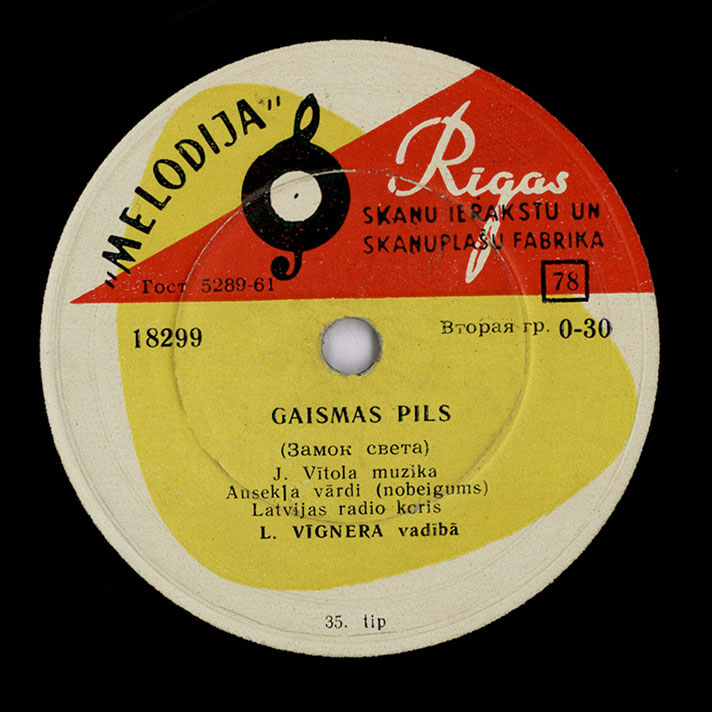 "MELODIJA"
Rīgas
SKAŅU IERAKSTU UN
SKAŅUPLAŠU FABRIKA
Гост 5289-61
78
18299
Вторая гр. 0-30
GAISMAS PILS
(Замок света)
J. Vītola muzika
Ausekļa vārdi (nobeigums)
Latvijas radio koris
L. VĪGNERA vadībā
35. tip